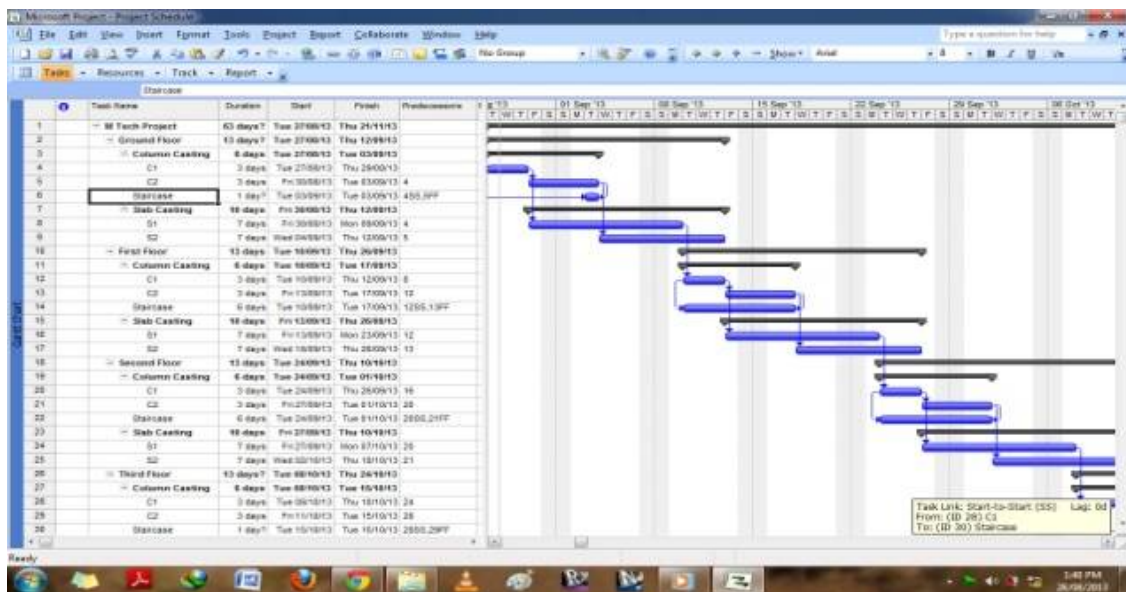 Microsoft Project - Project Schedule
File Edit View Insert Format Tools Project Report Collaborate Window Help
Type a question for help
No Group Show Arial 8 B I U
Tasks Resources Track Report
Staircase
Task Name Duration Start Finish Predecessors 01 Sep '13 08 Sep '13 15 Sep '13 22 Sep '13 29 Sep '13 06 Oct '13
1 M Tech Project 63 days? Tue 27/08/13 Thu 21/11/13
2 Ground Floor 13 days? Tue 27/08/13 Thu 12/09/13
3 Column Casting 6 days Tue 27/08/13 Tue 03/09/13
4 C1 3 days Tue 27/08/13 Thu 29/08/13
5 C2 3 days Fri 30/08/13 Tue 03/09/13 4
6 Staircase 1 day? Tue 03/09/13 Tue 03/09/13 4SS,5FF
7 Slab Casting 10 days Fri 30/08/13 Thu 12/09/13
8 S1 7 days Fri 30/08/13 Mon 09/09/13 4
9 S2 7 days Wed 04/09/13 Thu 12/09/13 5
10 First Floor 13 days Tue 10/09/13 Thu 26/09/13
11 Column Casting 6 days Tue 10/09/13 Tue 17/09/13
12 C1 3 days Tue 10/09/13 Thu 12/09/13 8
13 C2 3 days Fri 13/09/13 Tue 17/09/13 12
14 Staircase 6 days Tue 10/09/13 Tue 17/09/13 12SS,13FF
15 Slab Casting 10 days Fri 13/09/13 Thu 26/09/13
16 S1 7 days Fri 13/09/13 Mon 23/09/13 12
17 S2 7 days Wed 18/09/13 Thu 26/09/13 13
18 Second Floor 13 days Tue 24/09/13 Thu 10/10/13
19 Column Casting 6 days Tue 24/09/13 Tue 01/10/13
20 C1 3 days Tue 24/09/13 Thu 26/09/13 16
21 C2 3 days Fri 27/09/13 Tue 01/10/13 20
22 Staircase 6 days Tue 24/09/13 Tue 01/10/13 20SS,21FF
23 Slab Casting 10 days Fri 27/09/13 Thu 10/10/13
24 S1 7 days Fri 27/09/13 Mon 07/10/13 20
25 S2 7 days Wed 02/10/13 Thu 10/10/13 21
26 Third Floor 13 days? Tue 08/10/13 Thu 24/10/13
27 Column Casting 6 days Tue 08/10/13 Tue 15/10/13
28 C1 3 days Tue 08/10/13 Thu 10/10/13 24
29 C2 3 days Fri 11/10/13 Tue 15/10/13 28
30 Staircase 1 day? Tue 15/10/13 Tue 15/10/13 28SS,29FF
Task Link: Start-to-Start (SS) Lag: 0d
From: (ID 28) C1
To: (ID 30) Staircase
Gantt Chart
Ready
1:40 PM
26/08/2013